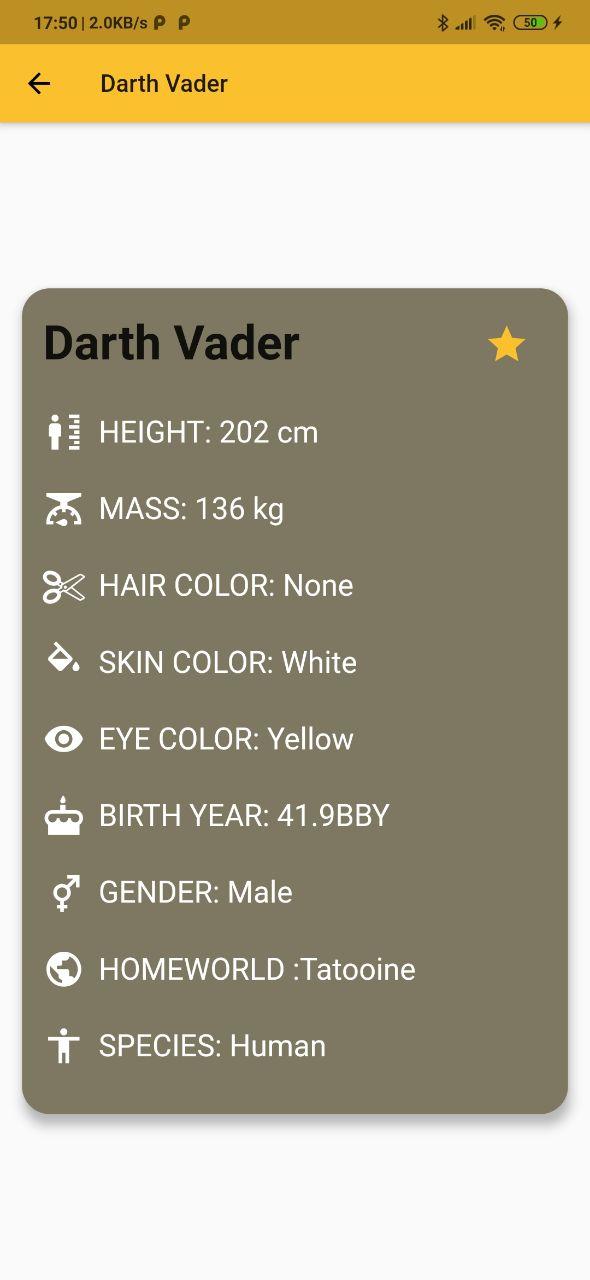 17:50 | 2.0KB/s P P 50
Darth Vader
Darth Vader
HEIGHT: 202 cm
MASS: 136 kg
HAIR COLOR: None
SKIN COLOR: White
EYE COLOR: Yellow
BIRTH YEAR: 41.9BBY
GENDER: Male
HOMEWORLD :Tatooine
SPECIES: Human